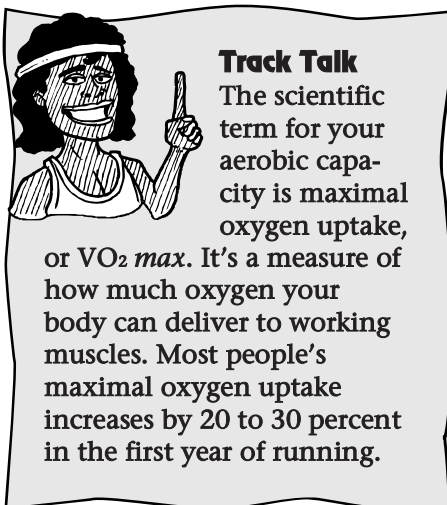 Track Talk
The scientific
term for your
aerobic capa-
city is maximal
oxygen uptake,
or VO₂ max. It's a measure of
how much oxygen your
body can deliver to working
muscles. Most people's
maximal oxygen uptake
increases by 20 to 30 percent
in the first year of running.